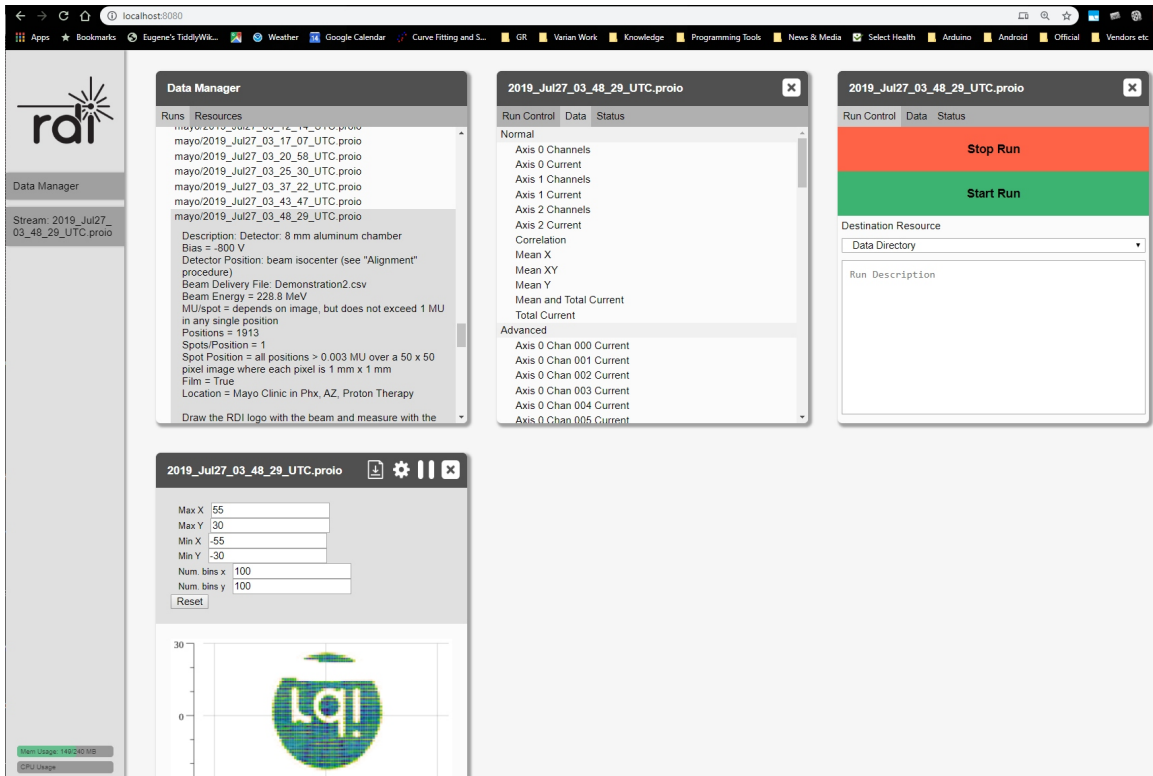 localhost:8080
Apps Bookmarks Eugene's TiddlyWik... Weather Google Calendar Curve Fitting and S... GR Varian Work Knowledge Programming Tools News & Media Select Health Arduino Android Official Vendors etc
rdi
Data Manager
Stream: 2019_Jul27_
03_48_29_UTC.proio
Mem Usage: 149/240 MB
CPU Usage
Data Manager
Runs Resources
mayo/2019_Jul27_03_12_14_UTC.proio
mayo/2019_Jul27_03_17_07_UTC.proio
mayo/2019_Jul27_03_20_58_UTC.proio
mayo/2019_Jul27_03_25_30_UTC.proio
mayo/2019_Jul27_03_37_22_UTC.proio
mayo/2019_Jul27_03_43_47_UTC.proio
mayo/2019_Jul27_03_48_29_UTC.proio
Description: Detector: 8 mm aluminum chamber
Bias = -800 V
Detector Position: beam isocenter (see "Alignment"
procedure)
Beam Delivery File: Demonstration2.csv
Beam Energy = 228.8 MeV
MU/spot = depends on image, but does not exceed 1 MU
in any single position
Positions = 1913
Spots/Position = 1
Spot Position = all positions > 0.003 MU over a 50 x 50
pixel image where each pixel is 1 mm x 1 mm
Film = True
Location = Mayo Clinic in Phx, AZ, Proton Therapy
Draw the RDI logo with the beam and measure with the
2019_Jul27_03_48_29_UTC.proio
Run Control Data Status
Normal
Axis 0 Channels
Axis 0 Current
Axis 1 Channels
Axis 1 Current
Axis 2 Channels
Axis 2 Current
Correlation
Mean X
Mean XY
Mean Y
Mean and Total Current
Total Current
Advanced
Axis 0 Chan 000 Current
Axis 0 Chan 001 Current
Axis 0 Chan 002 Current
Axis 0 Chan 003 Current
Axis 0 Chan 004 Current
Axis 0 Chan 005 Current
2019_Jul27_03_48_29_UTC.proio
Run Control Data Status
Stop Run
Start Run
Destination Resource
Data Directory
Run Description
2019_Jul27_03_48_29_UTC.proio
Max X 55
Max Y 30
Min X -55
Min Y -30
Num. bins x 100
Num. bins y 100
Reset
30
0